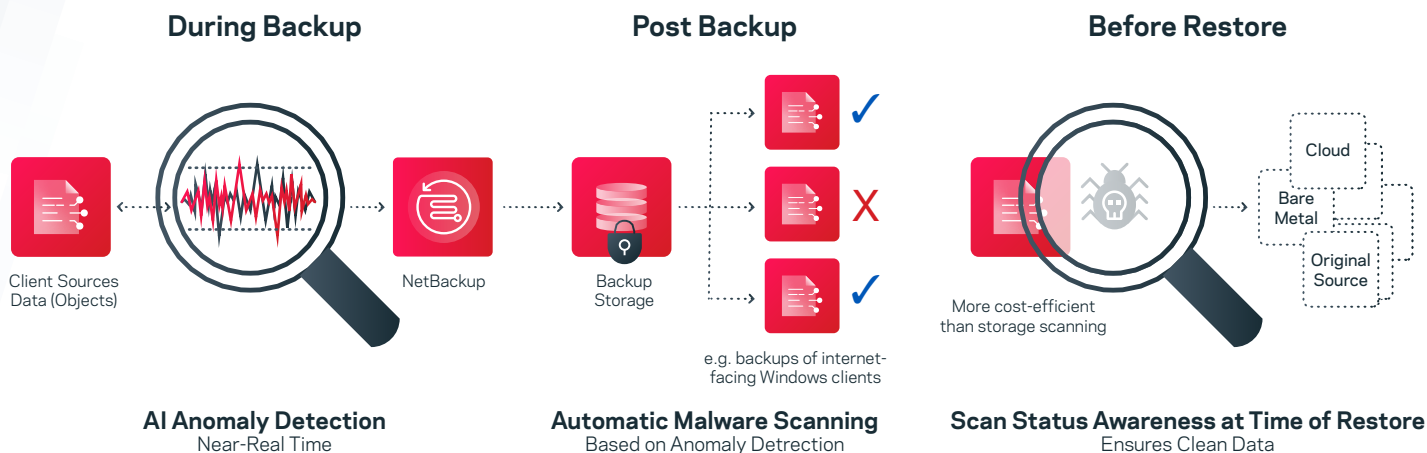 During Backup
Post Backup
Before Restore
Client Sources
Data (Objects)
NetBackup
Backup
Storage
X
e.g. backups of internet-
facing Windows clients
More cost-efficient
than storage scanning
Cloud
Bare
Metal
Original
Source
AI Anomaly Detection
Near-Real Time
Automatic Malware Scanning
Based on Anomaly Detrection
Scan Status Awareness at Time of Restore
Ensures Clean Data